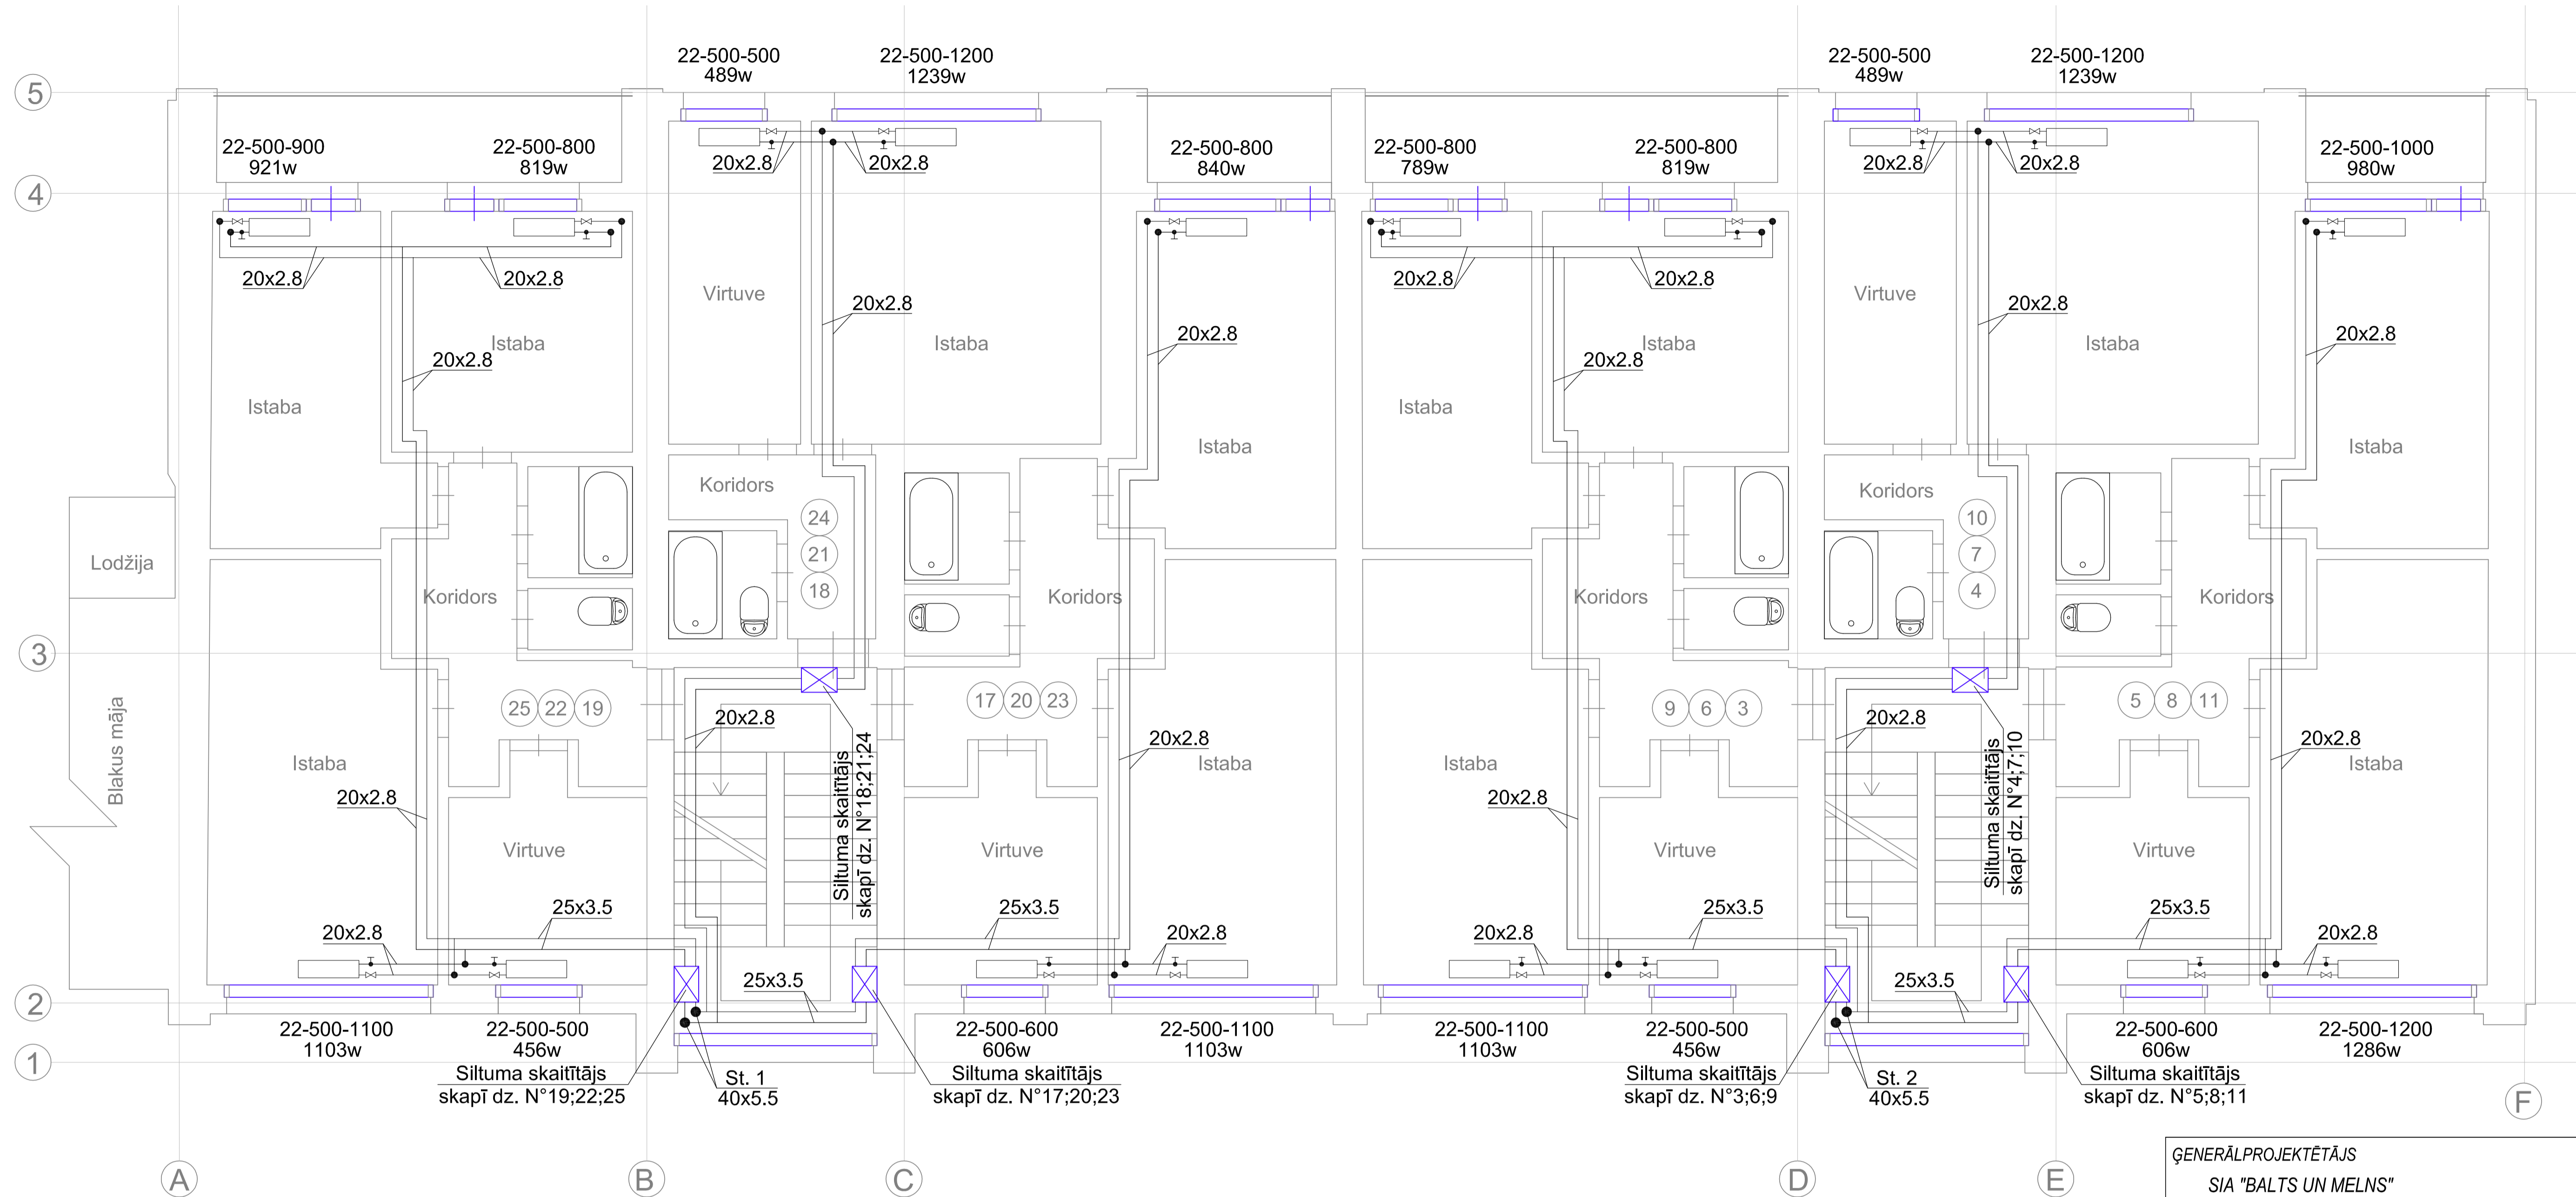 22-500-500
489w
22-500-1200
1239w
22-500-500
489w
22-500-1200
1239w
5
22-500-900
921w
22-500-800
819w
20x2.8
20x2.8
22-500-800
840w
22-500-800
789w
22-500-800
819w
20x2.8
20x2.8
22-500-1000
980w
4
20x2.8
20x2.8
Virtuve
20x2.8
20x2.8
20x2.8
Virtuve
20x2.8
20x2.8
Istaba
20x2.8
Istaba
20x2.8
Istaba
20x2.8
Istaba
20x2.8
Istaba
Istaba
Istaba
Istaba
Istaba
Koridors
24
21
18
Koridors
10
7
4
Lodžija
Koridors
Koridors
Koridors
Koridors
3
25
22
19
17
20
23
9
6
3
5
8
11
20x2.8
20x2.8
20x2.8
20x2.8
Blakus māja
Istaba
Istaba
Istaba
Istaba
Siltuma skaitītājs
skapī dz. N°18;21;24
Siltuma skaitītājs
skapī dz. N°4;7;10
20x2.8
20x2.8
Virtuve
Virtuve
Virtuve
Virtuve
25x3.5
25x3.5
25x3.5
25x3.5
20x2.8
20x2.8
20x2.8
20x2.8
25x3.5
25x3.5
2
22-500-1100
1103w
22-500-500
456w
22-500-600
606w
22-500-1100
1103w
22-500-1100
1103w
22-500-500
456w
22-500-600
606w
22-500-1200
1286w
1
Siltuma skaitītājs
skapī dz. N°19;22;25
St. 1
40x5.5
Siltuma skaitītājs
skapī dz. N°17;20;23
Siltuma skaitītājs
skapī dz. N°3;6;9
St. 2
40x5.5
Siltuma skaitītājs
skapī dz. N°5;8;11
F
A
B
C
D
E
ĢENERĀLPROJEKTĒTĀJS
SIA "BALTS UN MELNS"